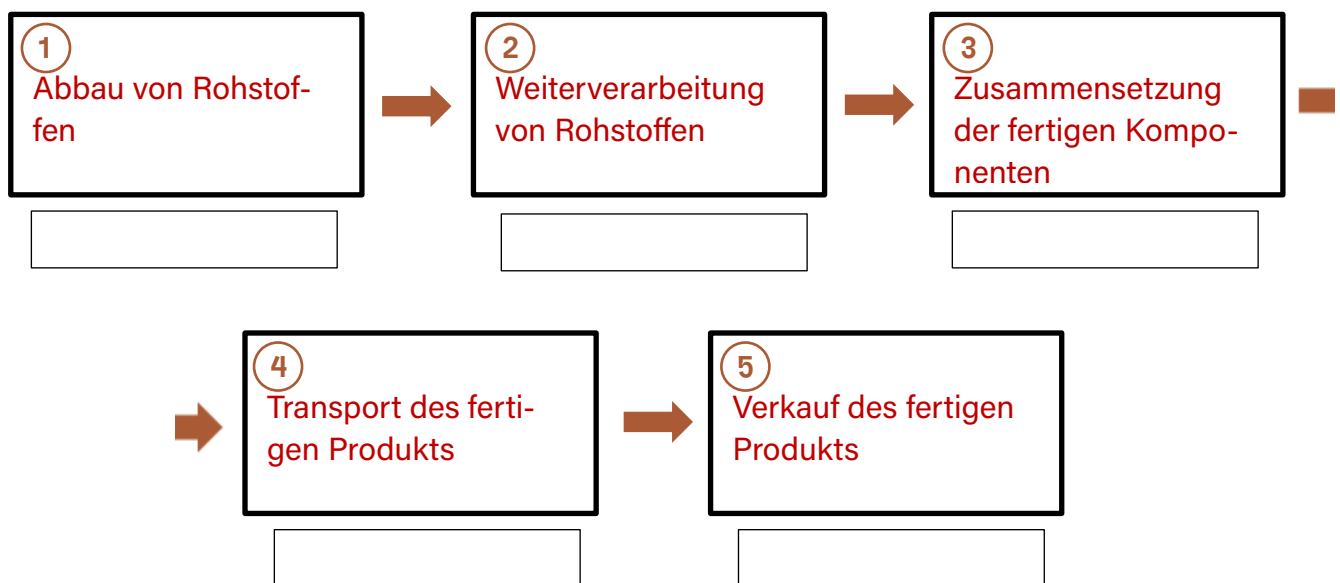 1
Abbau von Rohstof-
fen
2
Weiterverarbeitung
von Rohstoffen
3
Zusammensetzung
der fertigen Kompo-
nenten
4
Transport des ferti-
gen Produkts
5
Verkauf des fertigen
Produkts